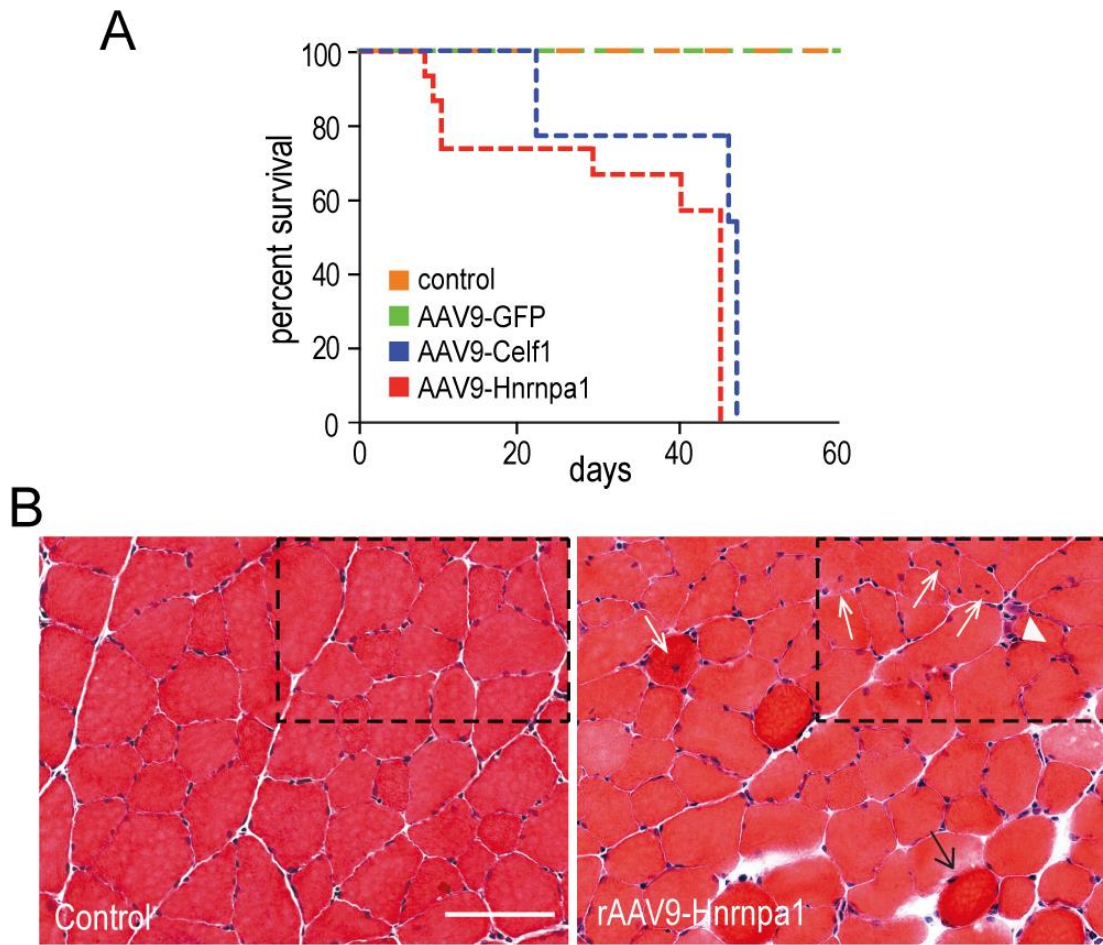 A
100
80
60
40
20
0
percent survival
control
AAV9-GFP
AAV9-Celf1
AAV9-Hnrnpa1
0 20 40 60
days
B
Control
rAAV9-Hnrnpa1